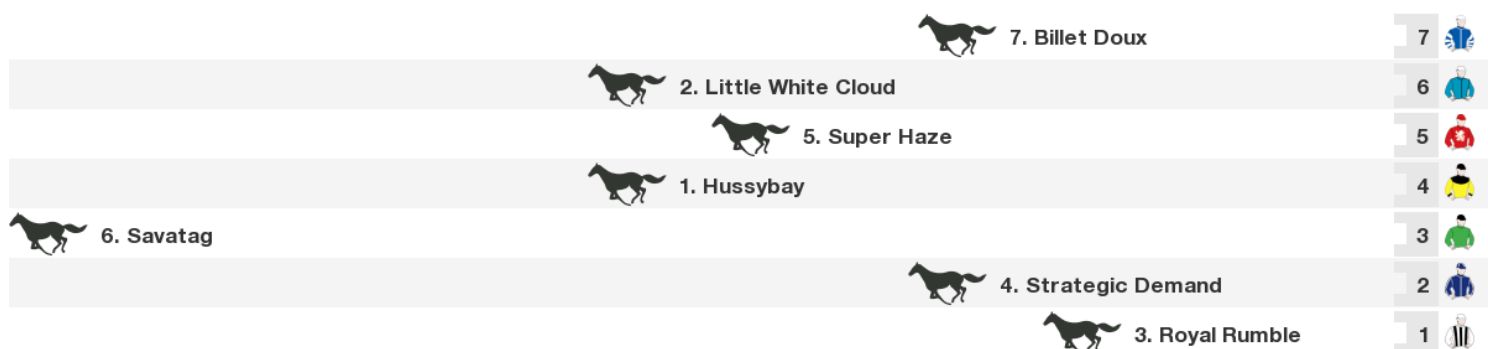 7. Billet Doux 7
2. Little White Cloud 6
5. Super Haze 5
1. Hussybay 4
6. Savatag 3
4. Strategic Demand 2
3. Royal Rumble 1